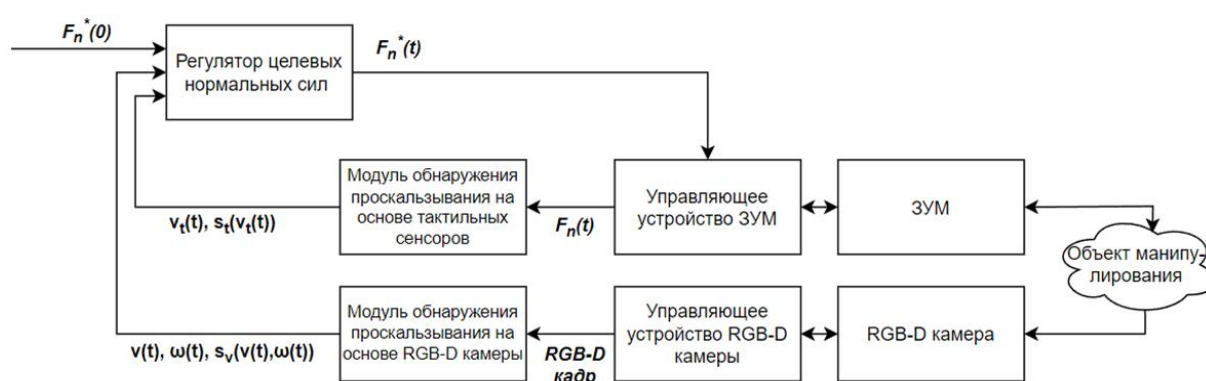 F_n^*(0)
F_n^*(t)
Регулятор целевых
нормальных сил
Модуль обнаружения
проскальзывания на
основе тактильных
сенсоров
Управляющее
устройство ЗУМ
ЗУМ
v_t(t), s_t(v_t(t))
F_n(t)
Объект манипу-
лирования
Модуль обнаружения
проскальзывания на
основе RGB-D камеры
Управляющее
устройство RGB-D
камеры
RGB-D камера
v(t), ω(t), s_v(v(t),ω(t))
RGB-D
кадр